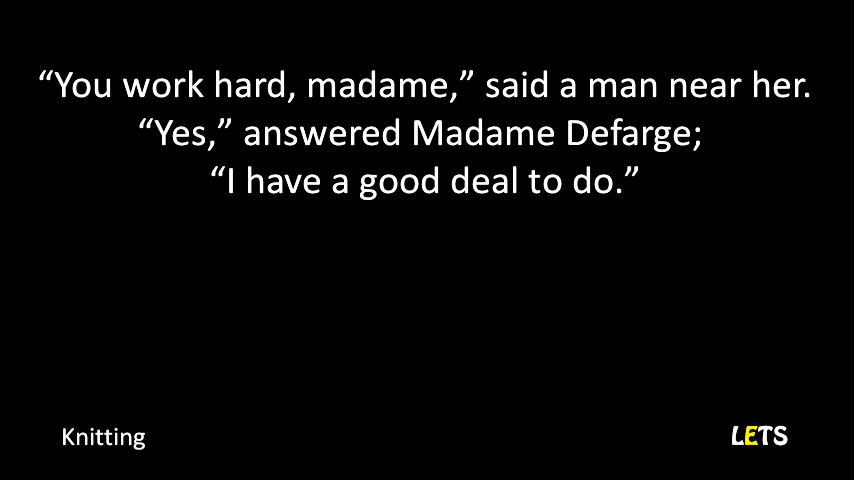 “You work hard, madame,” said a man near her.
“Yes,” answered Madame Defarge;
“I have a good deal to do.”
Knitting
LETS